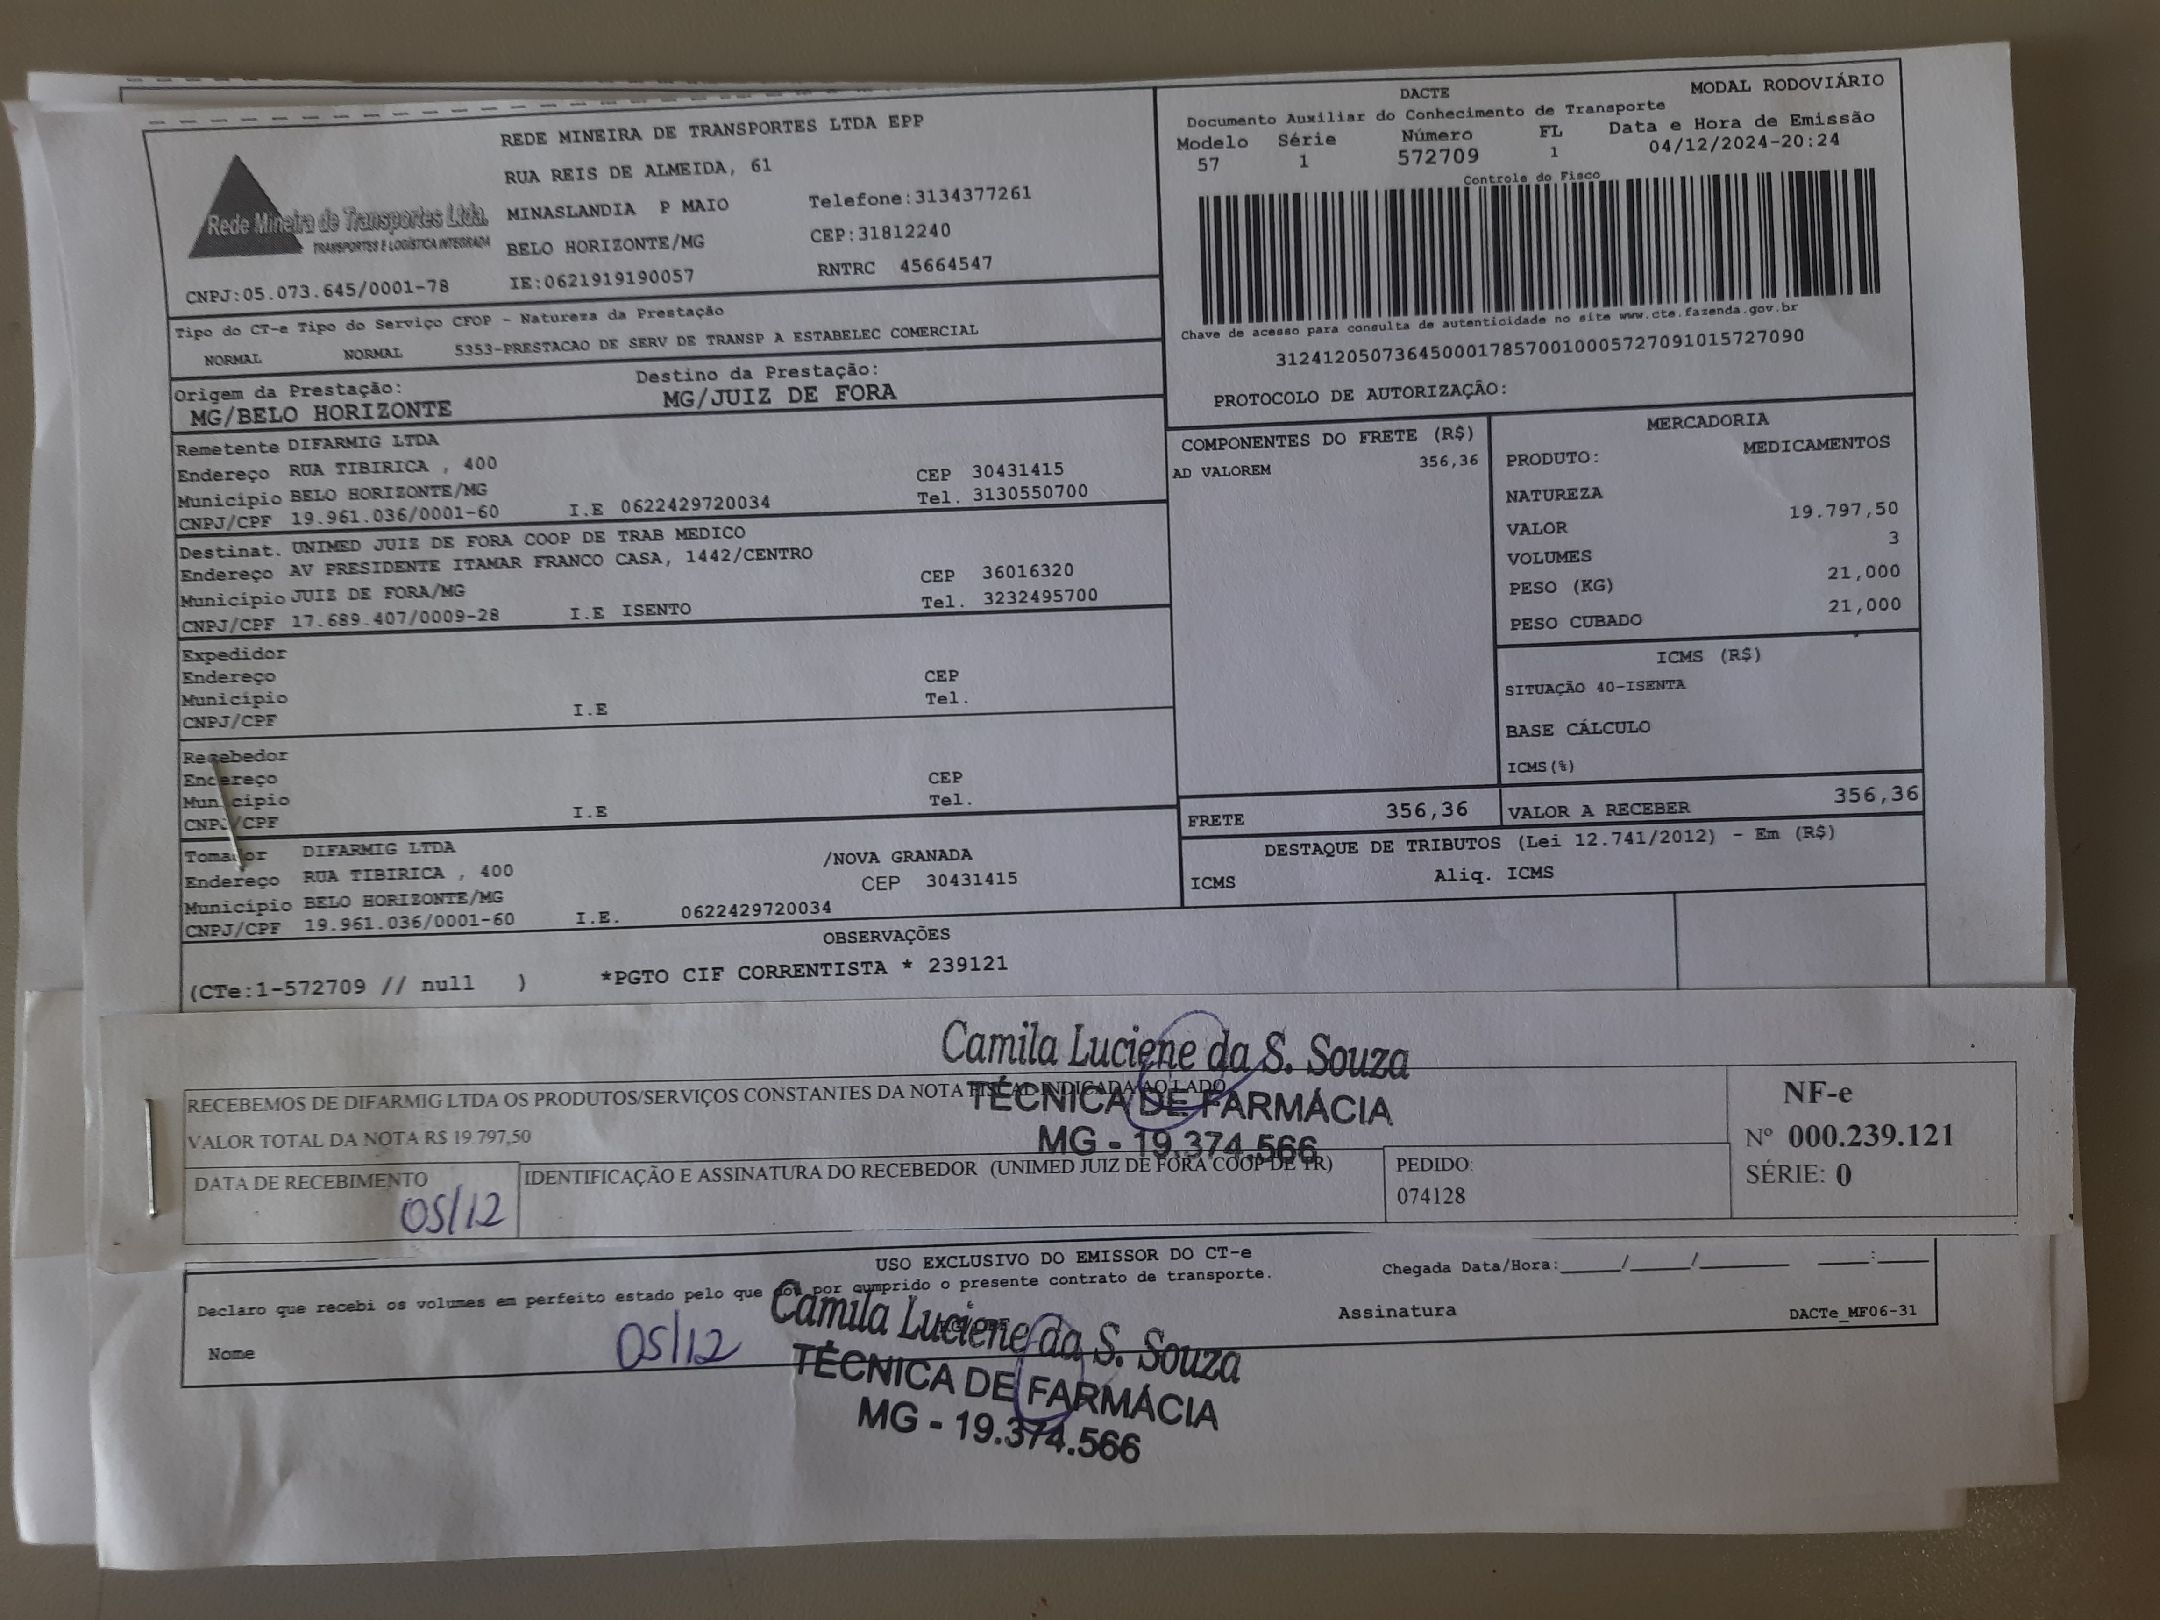 REDE MINEIRA DE TRANSPORTES LTDA EPP
RUA REIS DE ALMEIDA, 61
MINASLANDIA P MAIO Telefone:3134377261
BELO HORIZONTE/MG CEP:31812240
IE:0621919190057 RNTRC 45664547
Rede Mineira de Transportes Ltda.
TRANSPORTES E LOGÍSTICA INTEGRADA
CNPJ:05.073.645/0001-78
DACTE MODAL RODOVIÁRIO
Documento Auxiliar do Conhecimento de Transporte
Modelo Série Número FL Data e Hora de Emissão
57 1 572709 1 04/12/2024-20:24
Controle do Fisco
Chave de acesso para consulta de autenticidade no site www.cte.fazenda.gov.br
31241205073645000178570010005727091015727090
PROTOCOLO DE AUTORIZAÇÃO:
Tipo do CT-e Tipo do Serviço CFOP - Natureza da Prestação
NORMAL NORMAL 5353-PRESTACAO DE SERV DE TRANSP A ESTABELEC COMERCIAL
Origem da Prestação: Destino da Prestação:
MG/BELO HORIZONTE MG/JUIZ DE FORA
Remetente DIFARMIG LTDA
Endereço RUA TIBIRICA , 400 CEP 30431415
Município BELO HORIZONTE/MG Tel. 3130550700
CNPJ/CPF 19.961.036/0001-60 I.E 0622429720034
Destinat. UNIMED JUIZ DE FORA COOP DE TRAB MEDICO
Endereço AV PRESIDENTE ITAMAR FRANCO CASA, 1442/CENTRO
Município JUIZ DE FORA/MG CEP 36016320
CNPJ/CPF 17.689.407/0009-28 I.E ISENTO Tel. 3232495700
Expedidor
Endereço CEP
Município Tel.
CNPJ/CPF I.E
Recebedor
Endereço CEP
Município Tel.
CNPJ/CPF I.E
Tomador DIFARMIG LTDA /NOVA GRANADA
Endereço RUA TIBIRICA , 400 CEP 30431415
Município BELO HORIZONTE/MG
CNPJ/CPF 19.961.036/0001-60 I.E. 0622429720034
COMPONENTES DO FRETE (R$)
AD VALOREM 356,36
MERCADORIA
PRODUTO: MEDICAMENTOS
NATUREZA
VALOR 19.797,50
VOLUMES 3
PESO (KG) 21,000
PESO CUBADO 21,000
ICMS (R$)
SITUAÇÃO 40-ISENTA
BASE CÁLCULO
ICMS(%)
FRETE 356,36 VALOR A RECEBER 356,36
DESTAQUE DE TRIBUTOS (Lei 12.741/2012) - Em (R$)
ICMS Aliq. ICMS
OBSERVAÇÕES
(CTe:1-572709 // null ) *PGTO CIF CORRENTISTA * 239121
Camila Luciene da S. Souza
TÉCNICA DE FARMÁCIA
MG - 19.374.566
RECEBEMOS DE DIFARMIG LTDA OS PRODUTOS/SERVIÇOS CONSTANTES DA NOTA FISCAL INDICADA AO LADO
VALOR TOTAL DA NOTA R$ 19.797,50
DATA DE RECEBIMENTO
05/12
IDENTIFICAÇÃO E ASSINATURA DO RECEBEDOR (UNIMED JUIZ DE FORA COOP DE TR)
PEDIDO:
074128
NF-e
Nº 000.239.121
SÉRIE: 0
USO EXCLUSIVO DO EMISSOR DO CT-e
Declaro que recebi os volumes em perfeito estado pelo que dou por cumprido o presente contrato de transporte.
Chegada Data/Hora:_____/_____/________ ____:____
Nome 05/12 Assinatura DACTe_MF06-31
Camila Luciene da S. Souza
TÉCNICA DE FARMÁCIA
MG - 19.374.566